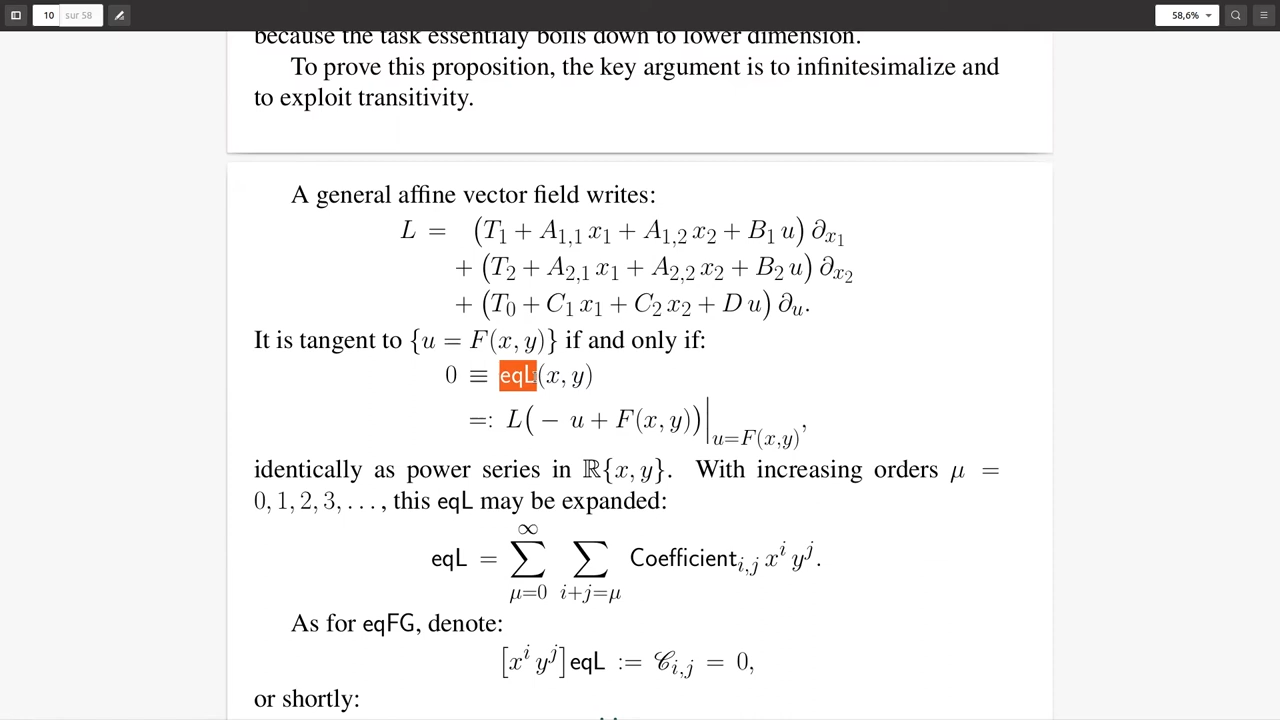 10 sur 58 58,6%
because the task essentialy boils down to lower dimension.
To prove this proposition, the key argument is to infinitesimalize and
to exploit transitivity.
A general affine vector field writes:
L = (T₁ + A₁,₁ x₁ + A₁,₂ x₂ + B₁ u) ∂ₓ₁
+ (T₂ + A₂,₁ x₁ + A₂,₂ x₂ + B₂ u) ∂ₓ₂
+ (T₀ + C₁ x₁ + C₂ x₂ + D u) ∂ᵤ.
It is tangent to {u = F(x, y)} if and only if:
0 ≡ eqL(x, y)
=: L(− u + F(x, y))|_{u=F(x,y)},
identically as power series in ℝ{x, y}. With increasing orders μ =
0, 1, 2, 3, . . . , this eqL may be expanded:
eqL = ∑_{μ=0}^{∞} ∑_{i+j=μ} Coefficient_{i,j} xⁱ yʲ.
As for eqFG, denote:
[xⁱ yʲ]eqL := 𝒞_{i,j} = 0,
or shortly: